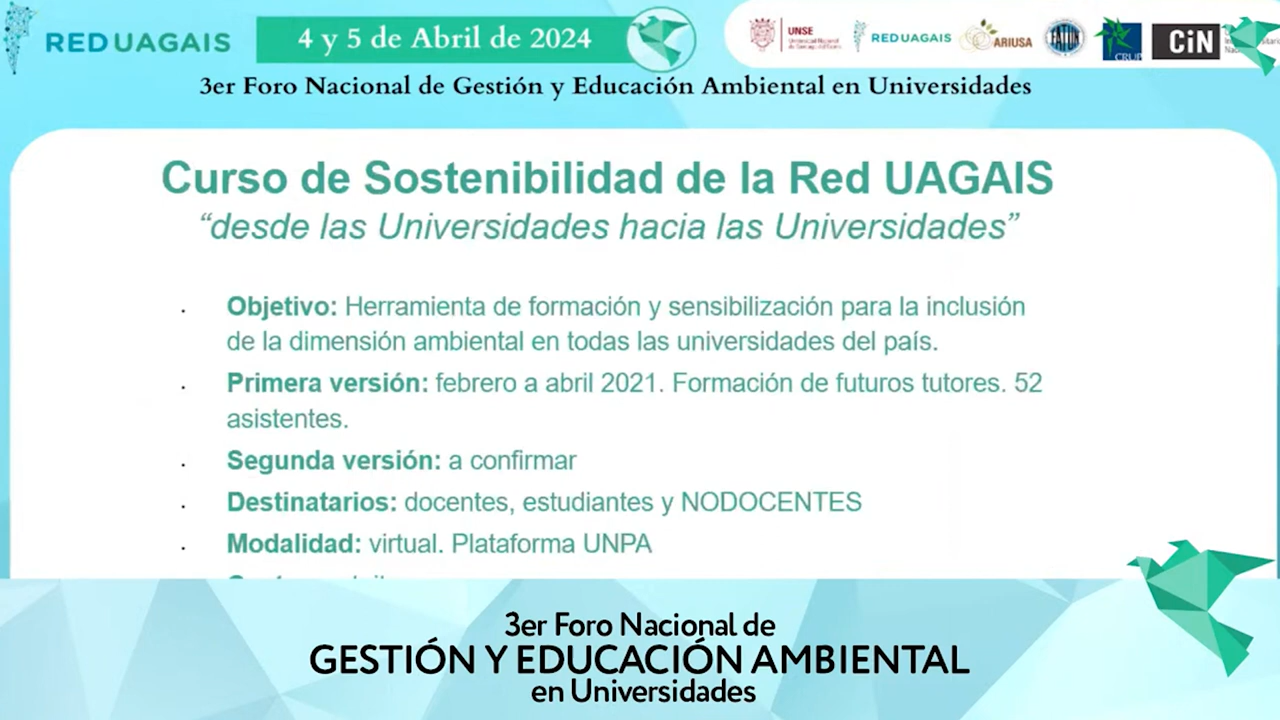 RED UAGAIS
4 y 5 de Abril de 2024
UNSE
REDUAGAIS
ARIUSA
FATUN
CRUP
CiN
3er Foro Nacional de Gestión y Educación Ambiental en Universidades
Curso de Sostenibilidad de la Red UAGAIS
“desde las Universidades hacia las Universidades”
· Objetivo: Herramienta de formación y sensibilización para la inclusión
de la dimensión ambiental en todas las universidades del país.
· Primera versión: febrero a abril 2021. Formación de futuros tutores. 52
asistentes.
· Segunda versión: a confirmar
· Destinatarios: docentes, estudiantes y NODOCENTES
· Modalidad: virtual. Plataforma UNPA
3er Foro Nacional de
GESTIÓN Y EDUCACIÓN AMBIENTAL
en Universidades